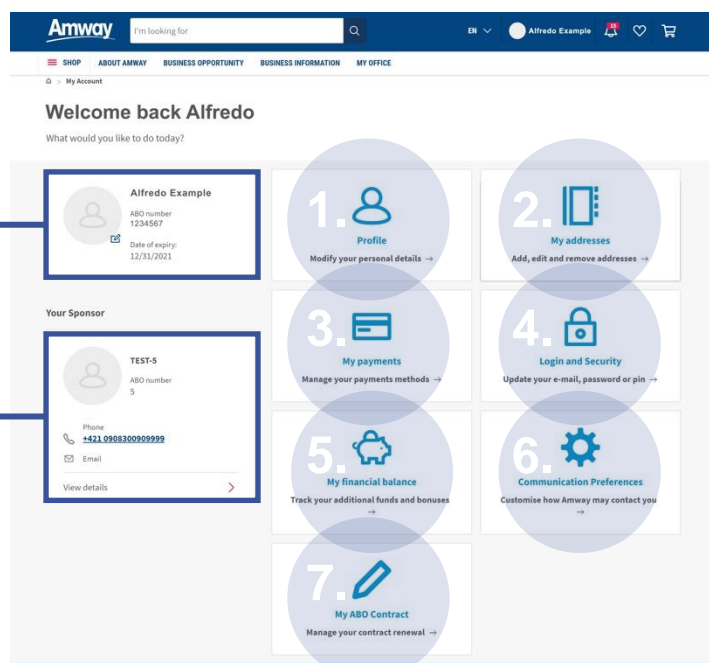 Amway
I'm looking for
EN
Alfredo Example
15
SHOP ABOUT AMWAY BUSINESS OPPORTUNITY BUSINESS INFORMATION MY OFFICE
> My Account
Welcome back Alfredo
What would you like to do today?
Alfredo Example
ABO number
1234567
Date of expiry:
12/31/2021
Your Sponsor
TEST-5
ABO number
5
Phone
+421 0908300909999
Email
View details
1.
Profile
Modify your personal details →
2.
My addresses
Add, edit and remove addresses →
3.
My payments
Manage your payments methods →
4.
Login and Security
Update your e-mail, password or pin →
5.
My financial balance
Track your additional funds and bonuses
→
6.
Communication Preferences
Customise how Amway may contact you
→
7.
My ABO Contract
Manage your contract renewal →